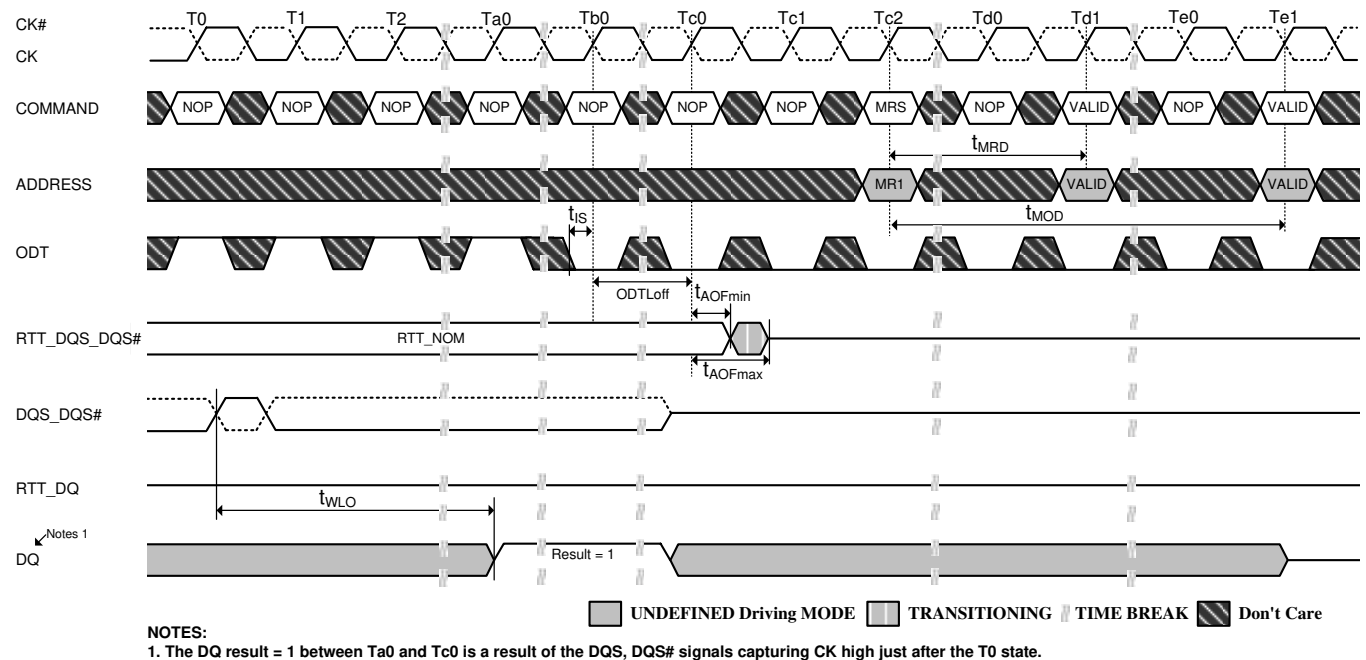 CK#
CK
T0 T1 T2 Ta0 Tb0 Tc0 Tc1 Tc2 Td0 Td1 Te0 Te1
COMMAND
NOP NOP NOP NOP NOP NOP NOP MRS NOP VALID NOP VALID
tMRD
ADDRESS
MR1 VALID VALID
tIS
tMOD
ODT
ODTLoff
tAOFmin
RTT_DQS_DQS#
RTT_NOM
tAOFmax
DQS_DQS#
RTT_DQ
tWLO
Notes 1
DQ
Result = 1
UNDEFINED Driving MODE TRANSITIONING TIME BREAK Don't Care
NOTES:
1. The DQ result = 1 between Ta0 and Tc0 is a result of the DQS, DQS# signals capturing CK high just after the T0 state.